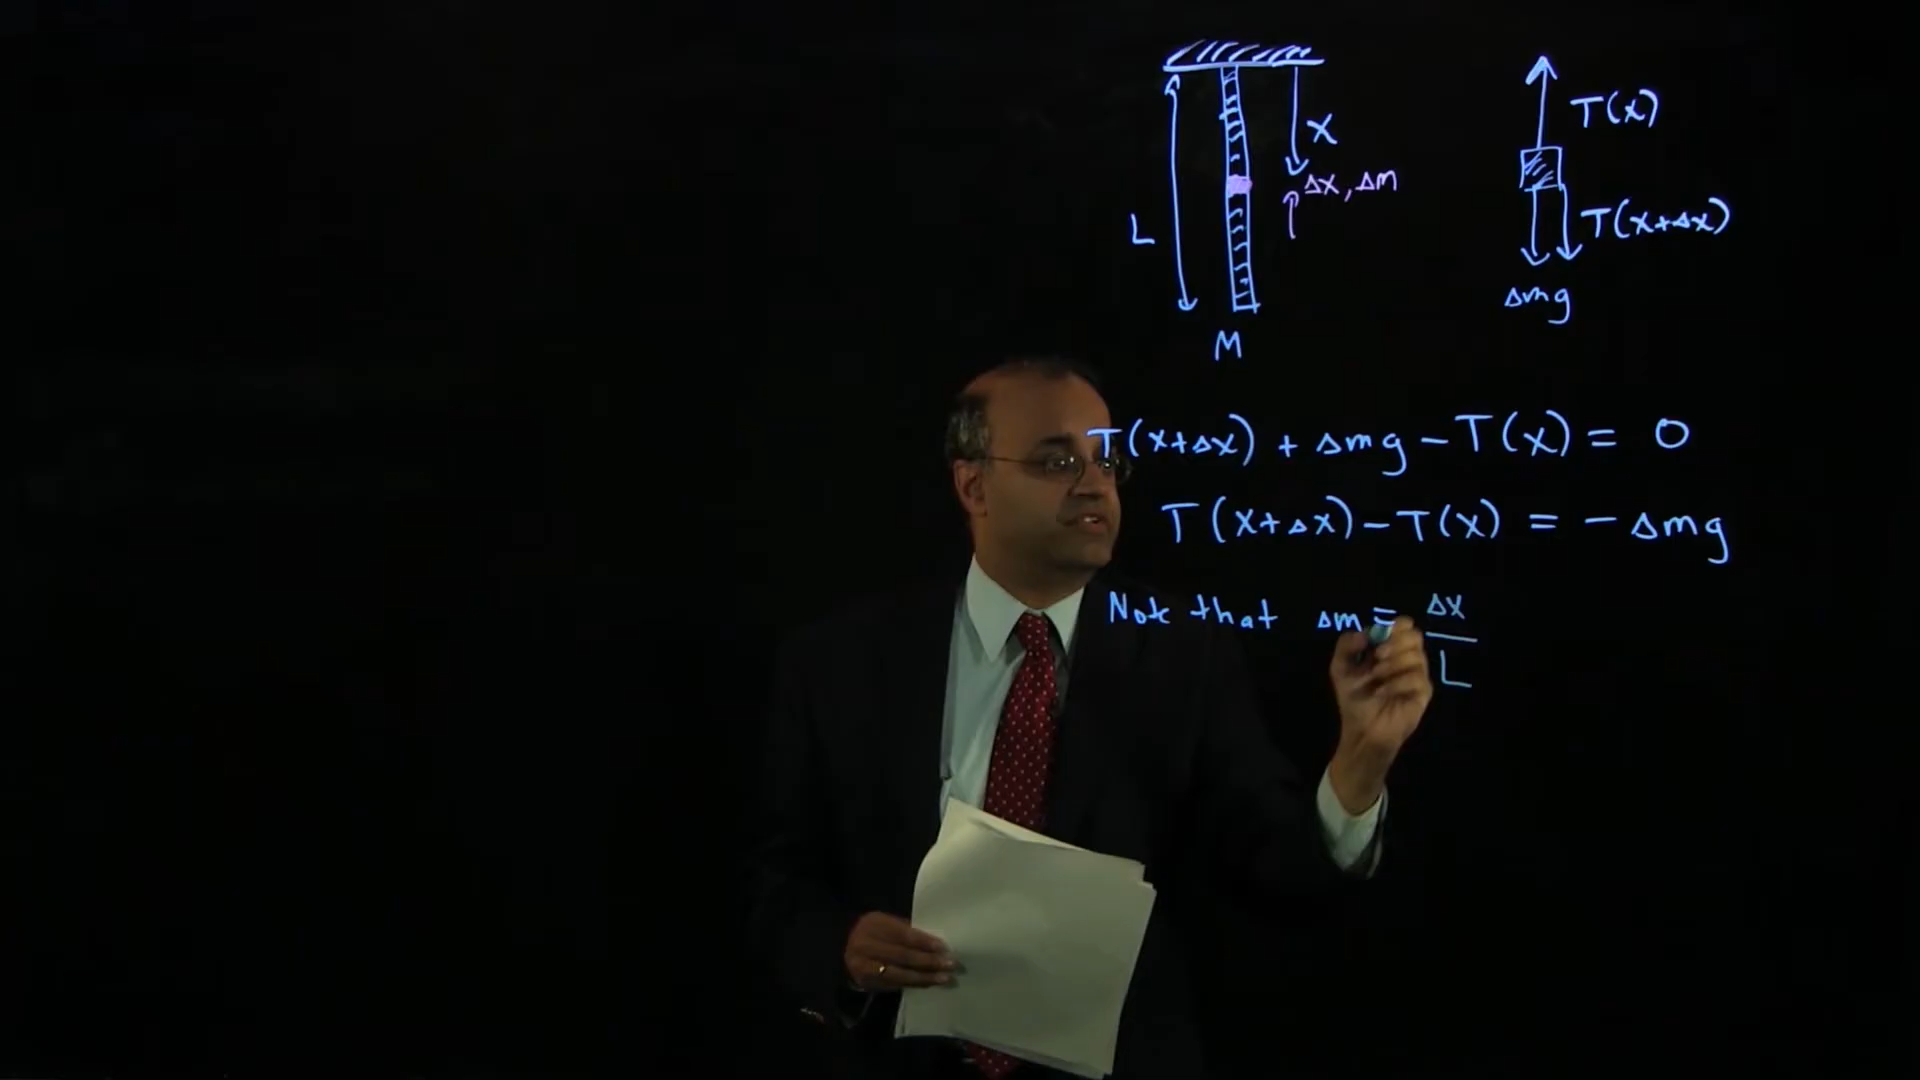 T(x)
X
Δx, Δm
L
T(x+Δx)
Δmg
M
T(x+Δx) + Δmg - T(x) = 0
T(x+Δx) - T(x) = - Δmg
Note that Δm = Δx
L